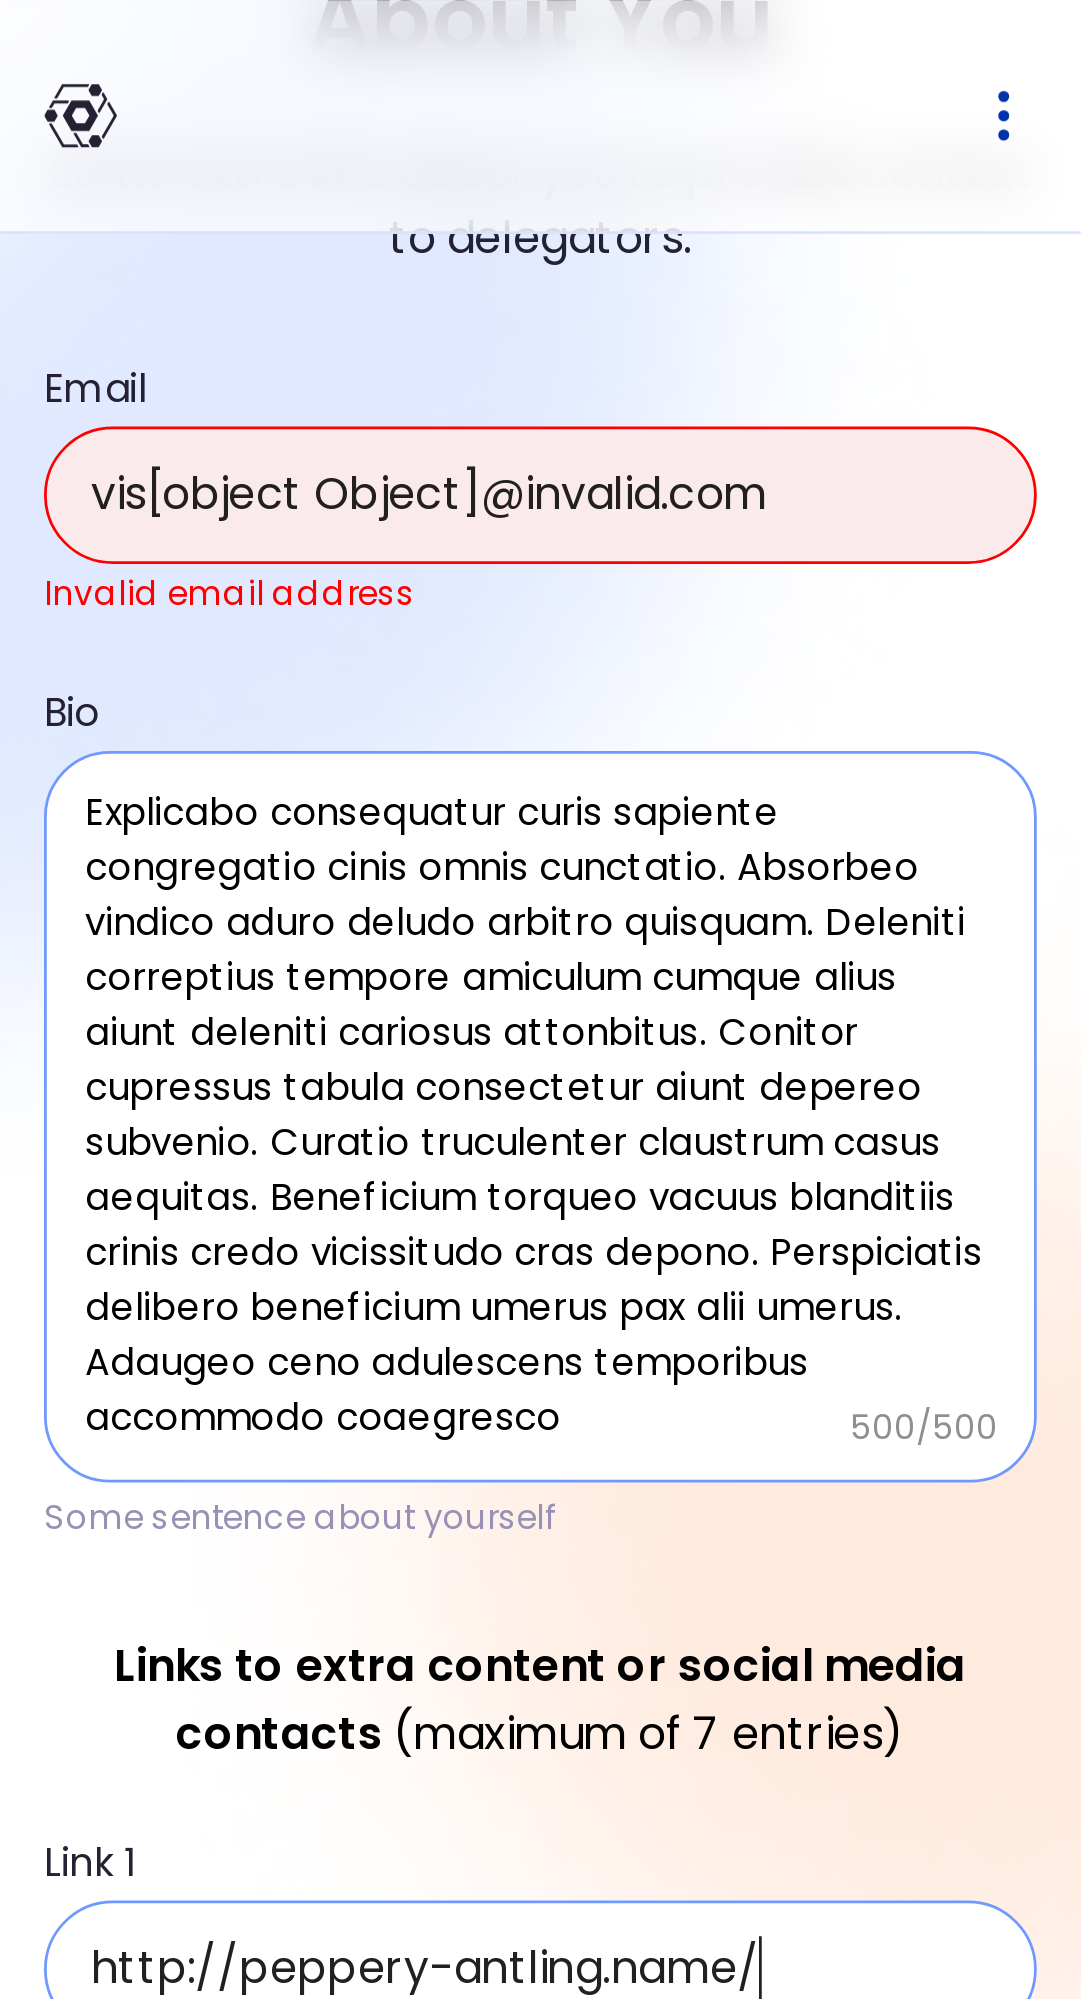 About You
to delegators.
Email
vis[object Object]@invalid.com
Invalid email address
Bio
Explicabo consequatur curis sapiente
congregatio cinis omnis cunctatio. Absorbeo
vindico aduro deludo arbitro quisquam. Deleniti
correptius tempore amiculum cumque alius
aiunt deleniti cariosus attonbitus. Conitor
cupressus tabula consectetur aiunt depereo
subvenio. Curatio truculenter claustrum casus
aequitas. Beneficium torqueo vacuus blanditiis
crinis credo vicissitudo cras depono. Perspiciatis
delibero beneficium umerus pax alii umerus.
Adaugeo ceno adulescens temporibus
accommodo coaegresco
500/500
Some sentence about yourself
Links to extra content or social media
contacts (maximum of 7 entries)
Link 1
http://peppery-antling.name/